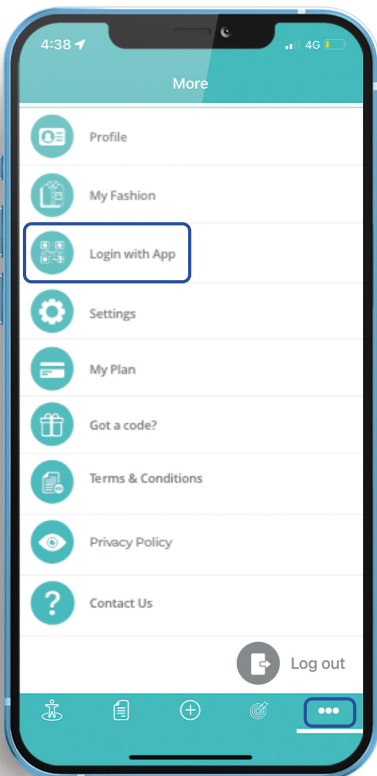 4:38
4G
More
Profile
My Fashion
Login with App
Settings
My Plan
Got a code?
Terms & Conditions
Privacy Policy
Contact Us
Log out